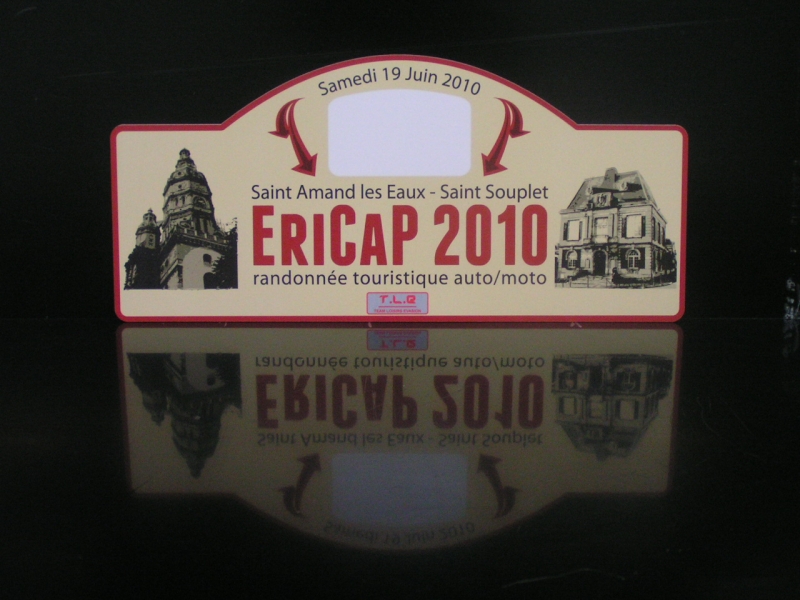 Samedi 19 Juin 2010
Saint Amand les Eaux - Saint Souplet
ERICAP 2010
randonnée touristique auto/moto